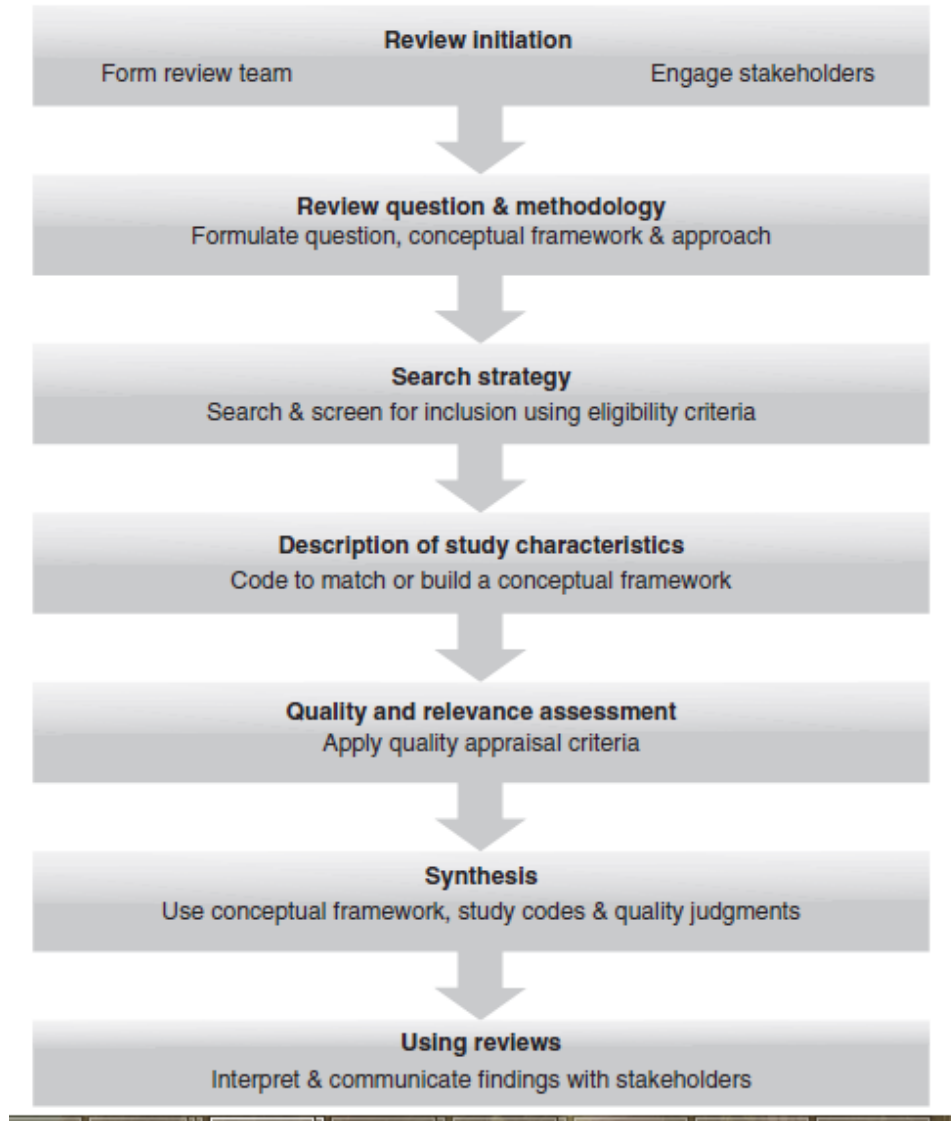 Review initiation
Form review team Engage stakeholders
Review question & methodology
Formulate question, conceptual framework & approach
Search strategy
Search & screen for inclusion using eligibility criteria
Description of study characteristics
Code to match or build a conceptual framework
Quality and relevance assessment
Apply quality appraisal criteria
Synthesis
Use conceptual framework, study codes & quality judgments
Using reviews
Interpret & communicate findings with stakeholders